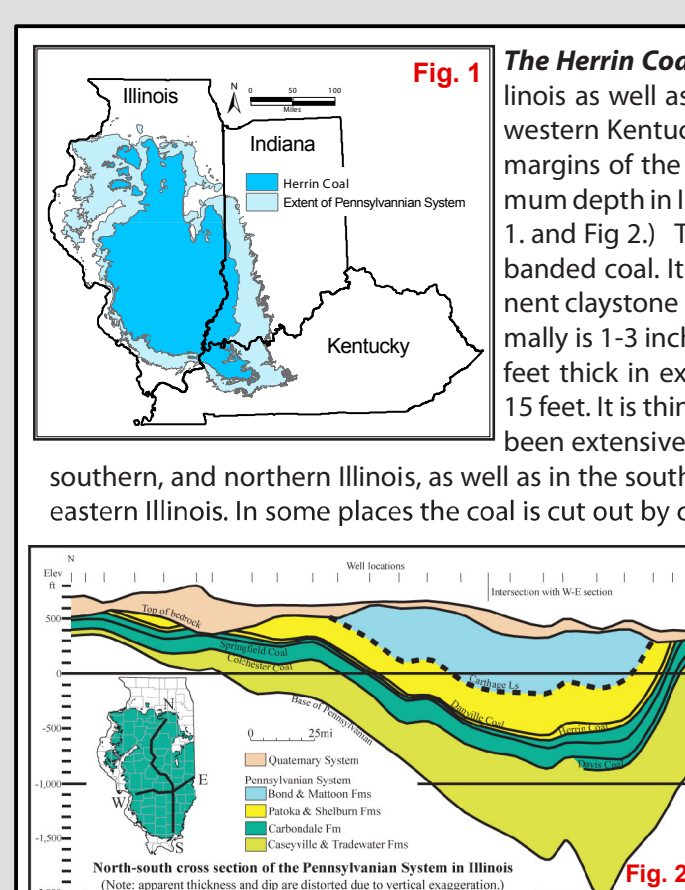 Fig. 1
N
0 50 100
Miles
Illinois
Indiana
Herrin Coal
Extent of Pennsylvannian System
Kentucky
The Herrin Coa
linois as well as
western Kentuc
margins of the
mum depth in I
1. and Fig 2.) T
banded coal. It
nent claystone
mally is 1-3 inch
feet thick in ex
15 feet. It is thin
been extensive
southern, and northern Illinois, as well as in the south
eastern Illinois. In some places the coal is cut out by c
N
Elev
ft
Well locations
Intersection with W-E section
500
0
-500
-1,000
-1,500
Top of bedrock
Springfield Coal
Colchester Coal
Base of Pennsylvanian
Carthage Ls
Danville Coal
Herrin Coal
Davis Coal
N
E
W
S
0 25mi
Quaternary System
Pennsylvanian System
Bond & Mattoon Fms
Patoka & Shelburn Fms
Carbondale Fm
Caseyville & Tradewater Fms
North-south cross section of the Pennsylvanian System in Illinois
(Note: apparent thickness and dip are distorted due to vertical exaggeration.)
Fig. 2